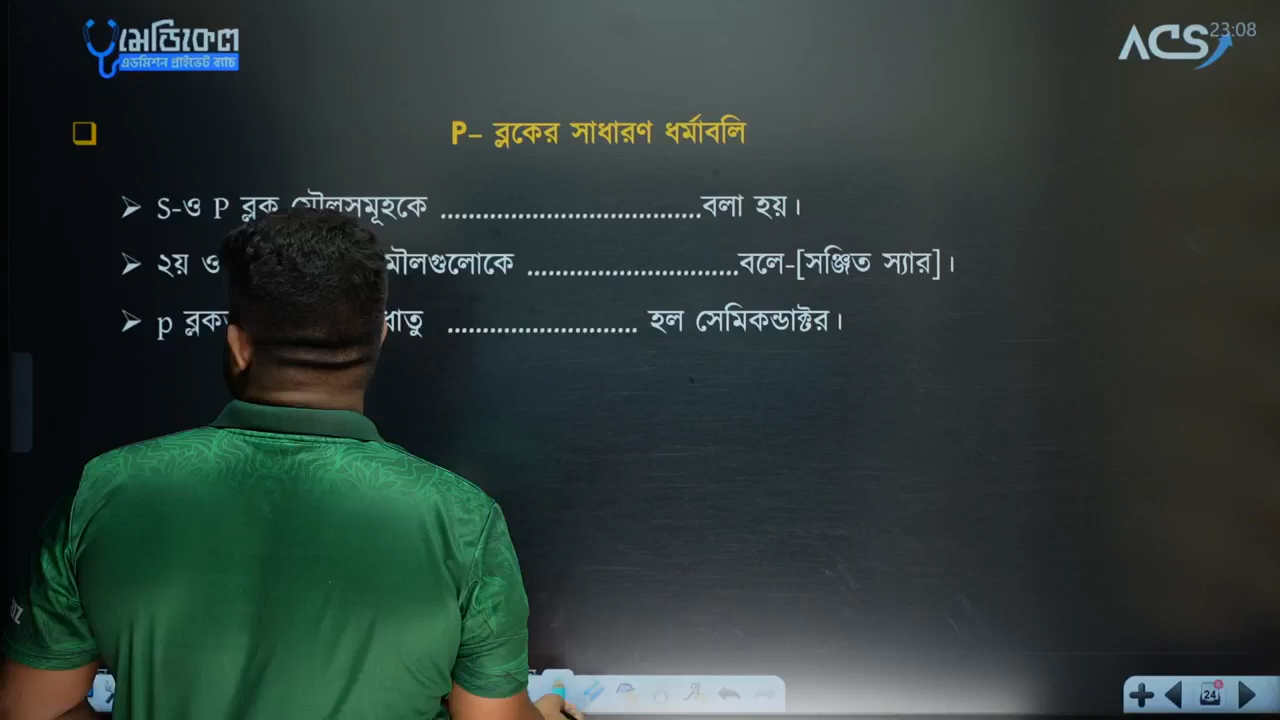 মেডিকেল
এডমিশন প্রাইভেট ব্যাচ
ACS
23:08
P– ব্লকের সাধারণ ধর্মাবলি
S-ও P ব্লক মৌলসমূহকে .....................................বলা হয়।
২য় ও মৌলগুলোকে ..............................বলে-[সঞ্জিত স্যার]।
p ........................... হল সেমিকন্ডাক্টর।
24